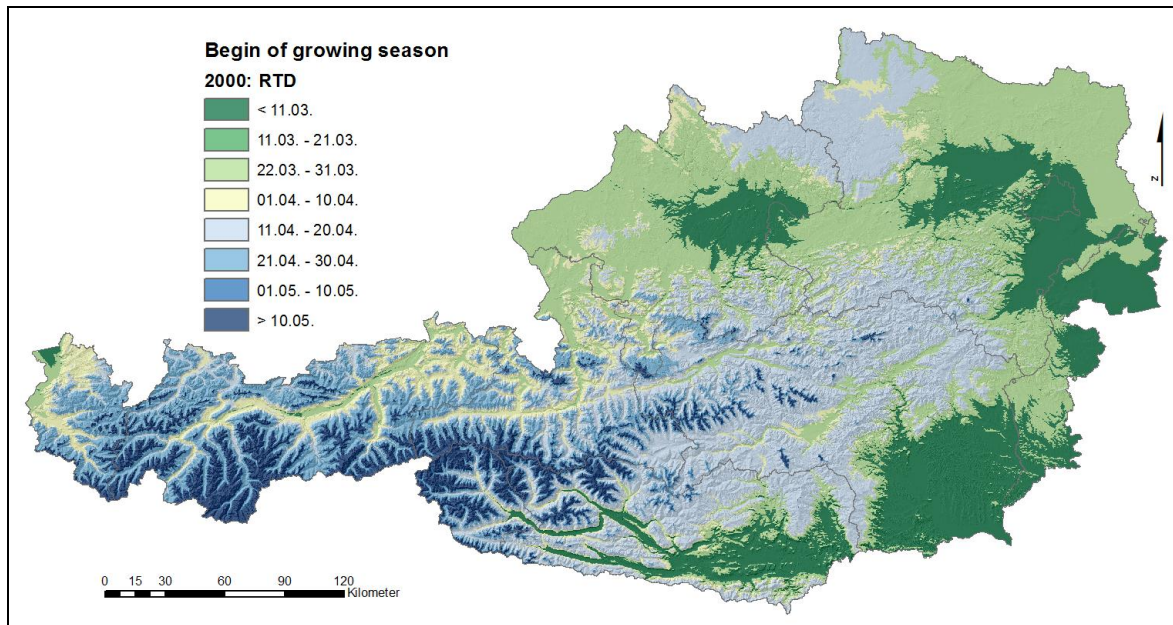 Begin of growing season
2000: RTD
< 11.03.
11.03. - 21.03.
22.03. - 31.03.
01.04. - 10.04.
11.04. - 20.04.
21.04. - 30.04.
01.05. - 10.05.
> 10.05.
N
0 15 30 60 90 120
Kilometer